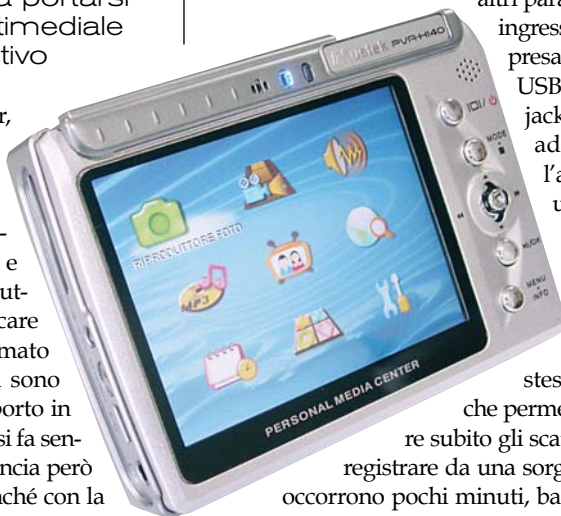 portarsi
timediale
tivo
r,
-
e
ut-
care
mato
sono
porto in
si fa sen-
ncia però
nché con la
Mustek PVR-H140
MODE
RIPRODUTTORE FOTO
MP3
MENU
INFO
PERSONAL MEDIA CENTER
altri para
ingress
presa
USB
jack
ad
l'a
u
stes
che perme
re subito gli sca
registrare da una sorg
occorrono pochi minuti, ba